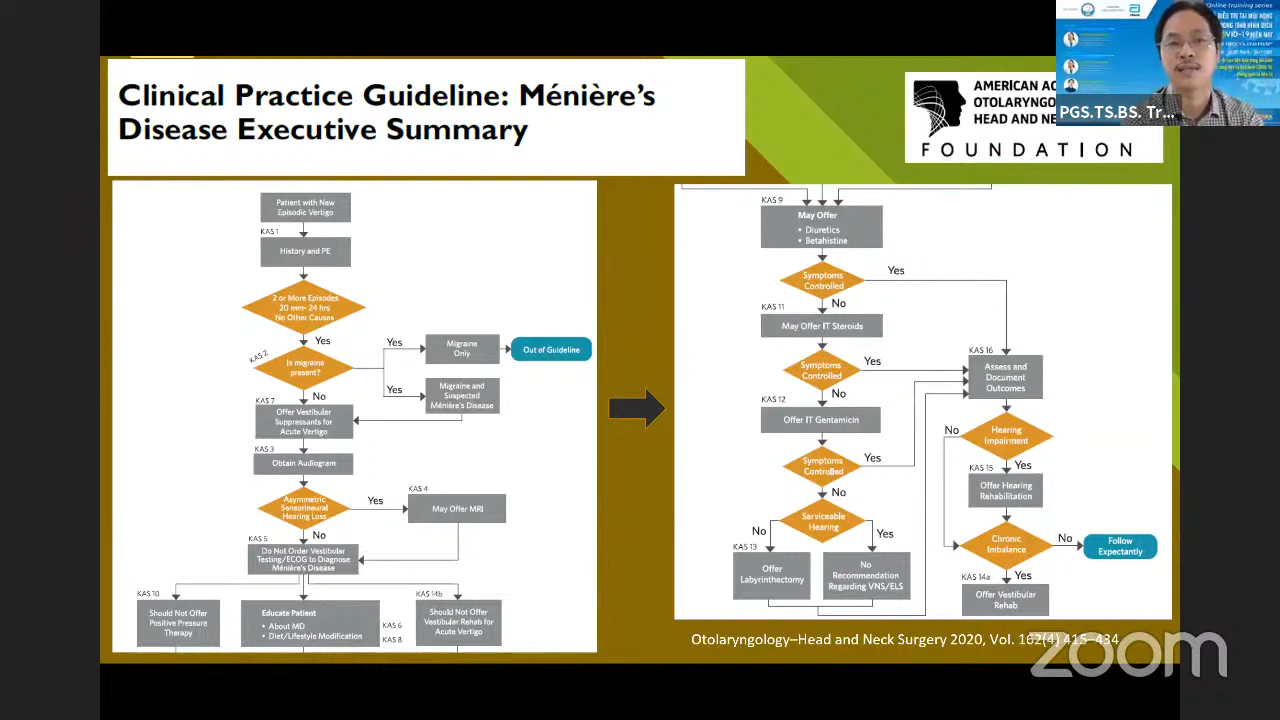 Clinical Practice Guideline: Ménière's
Disease Executive Summary
AMERICAN AC
OTOLARYNGO
HEAD AND NE
FOUNDATION
Online training series
PGS.TS.BS. Tr...
Patient with New
Episodic Vertigo
KAS 1
History and PE
2 or More Episodes
20 min- 24 hrs
No Other Causes
Yes
KAS 2
Is migraine
present?
Yes
Migraine
Only
Out of Guideline
Yes
Migraine and
Suspected
Ménière's Disease
No
KAS 7
Offer Vestibular
Suppressants for
Acute Vertigo
KAS 3
Obtain Audiogram
Asymmetric
Sensorineural
Hearing Loss
Yes
KAS 4
May Offer MRI
No
KAS 5
Do Not Order Vestibular
Testing/ECOG to Diagnose
Ménière's Disease
KAS 10
Should Not Offer
Positive Pressure
Therapy
Educate Patient
• About MD
• Diet/Lifestyle Modification
KAS 6
KAS 8
KAS 14b
Should Not Offer
Vestibular Rehab for
Acute Vertigo
KAS 9
May Offer
• Diuretics
• Betahistine
Symptoms
Controlled
Yes
No
KAS 11
May Offer IT Steroids
Symptoms
Controlled
Yes
No
KAS 12
Offer IT Gentamicin
Symptoms
Controlled
Yes
No
Serviceable
Hearing
No
Yes
KAS 13
Offer
Labyrinthectomy
No
Recommendation
Regarding VNS/ELS
KAS 16
Assess and
Document
Outcomes
No
Hearing
Impairment
Yes
KAS 15
Offer Hearing
Rehabilitation
Chronic
Imbalance
No
Follow
Expectantly
Yes
KAS 14a
Offer Vestibular
Rehab
Otolaryngology–Head and Neck Surgery 2020, Vol. 162(4) 415–434
zoom